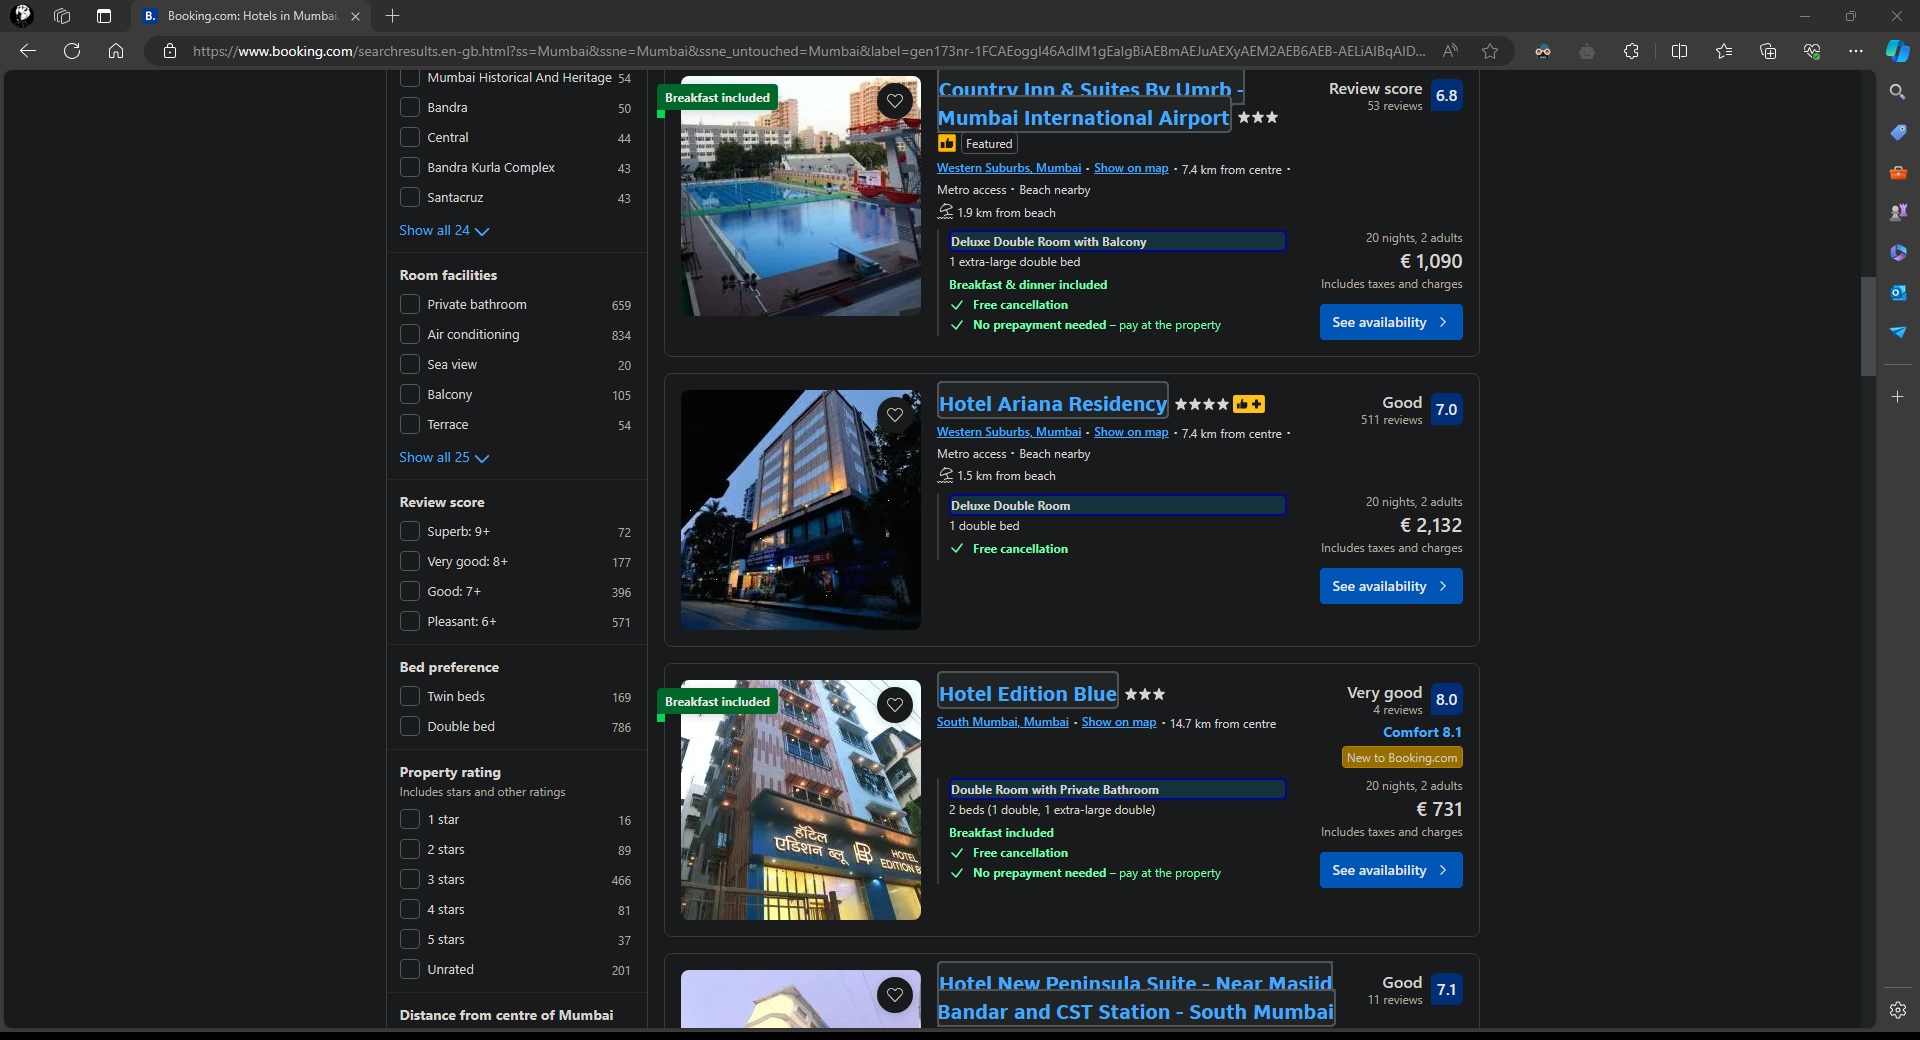 Booking.com: Hotels in Mumbai.
https://www.booking.com/searchresults.en-gb.html?ss=Mumbai&ssne=Mumbai&ssne_untouched=Mumbai&label=gen173nr-1FCAEoggI46AdIM1gEaIgBiAEBmAEJuAEXyAEM2AEB6AEB-AELiAIBqAID...
Mumbai Historical And Heritage 54
Bandra 50
Central 44
Bandra Kurla Complex 43
Santacruz 43
Show all 24
Room facilities
Private bathroom 659
Air conditioning 834
Sea view 20
Balcony 105
Terrace 54
Show all 25
Review score
Superb: 9+ 72
Very good: 8+ 177
Good: 7+ 396
Pleasant: 6+ 571
Bed preference
Twin beds 169
Double bed 786
Property rating
Includes stars and other ratings
1 star 16
2 stars 89
3 stars 466
4 stars 81
5 stars 37
Unrated 201
Distance from centre of Mumbai
Breakfast included
Country Inn & Suites By Umrb -
Mumbai International Airport
Featured
Western Suburbs, Mumbai • Show on map • 7.4 km from centre •
Metro access • Beach nearby
1.9 km from beach
Review score 6.8
53 reviews
Deluxe Double Room with Balcony
1 extra-large double bed
Breakfast & dinner included
Free cancellation
No prepayment needed – pay at the property
20 nights, 2 adults
€ 1,090
Includes taxes and charges
See availability
Hotel Ariana Residency
Western Suburbs, Mumbai • Show on map • 7.4 km from centre •
Metro access • Beach nearby
1.5 km from beach
Good 7.0
511 reviews
Deluxe Double Room
1 double bed
Free cancellation
20 nights, 2 adults
€ 2,132
Includes taxes and charges
See availability
Breakfast included
हॉटेल
एडिशन ब्लू
HOTEL
EDITION B
Hotel Edition Blue
South Mumbai, Mumbai • Show on map • 14.7 km from centre
Very good 8.0
4 reviews
Comfort 8.1
New to Booking.com
Double Room with Private Bathroom
2 beds (1 double, 1 extra-large double)
Breakfast included
Free cancellation
No prepayment needed – pay at the property
20 nights, 2 adults
€ 731
Includes taxes and charges
See availability
Hotel New Peninsula Suite - Near Masjid
Bandar and CST Station - South Mumbai
Good 7.1
11 reviews